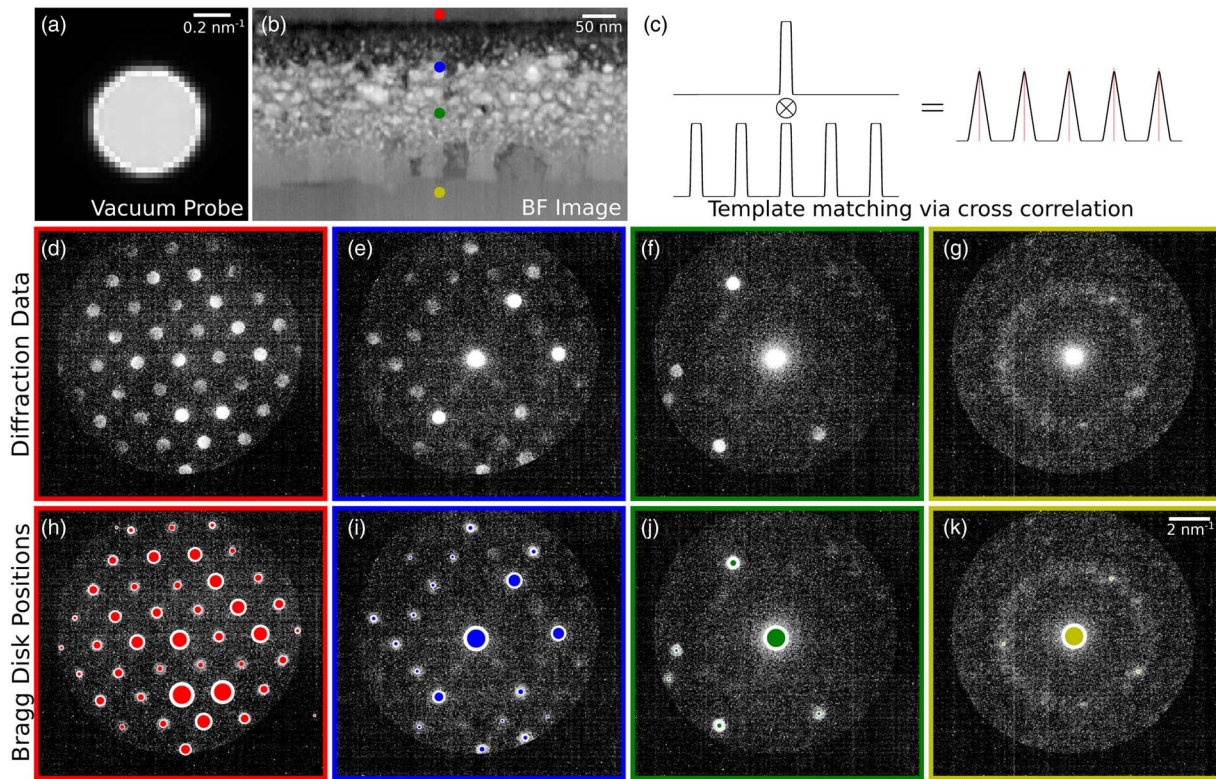 (a)
0.2 nm⁻¹
Vacuum Probe
(b)
50 nm
BF Image
(c)
=
Template matching via cross correlation
Diffraction Data
(d)
(e)
(f)
(g)
Bragg Disk Positions
(h)
(i)
(j)
(k)
2 nm⁻¹